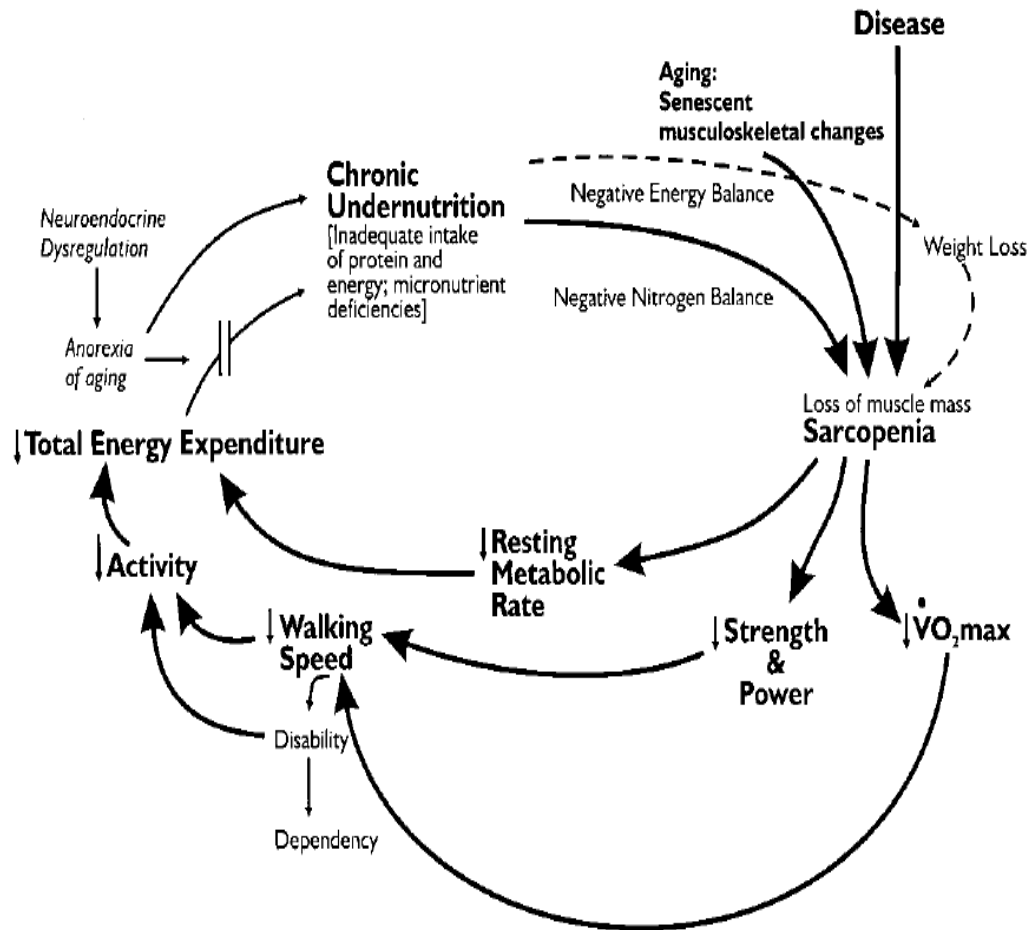 Disease
Aging:
Senescent
musculoskeletal changes
Chronic
Undernutrition
[Inadequate intake
of protein and
energy; micronutrient
deficiencies]
Negative Energy Balance
Negative Nitrogen Balance
Weight Loss
Neuroendocrine
Dysregulation
Anorexia
of aging
Loss of muscle mass
Sarcopenia
↓Total Energy Expenditure
↓Resting
Metabolic
Rate
↓Activity
↓Walking
Speed
↓Strength
&
Power
↓V̇O₂max
Disability
Dependency